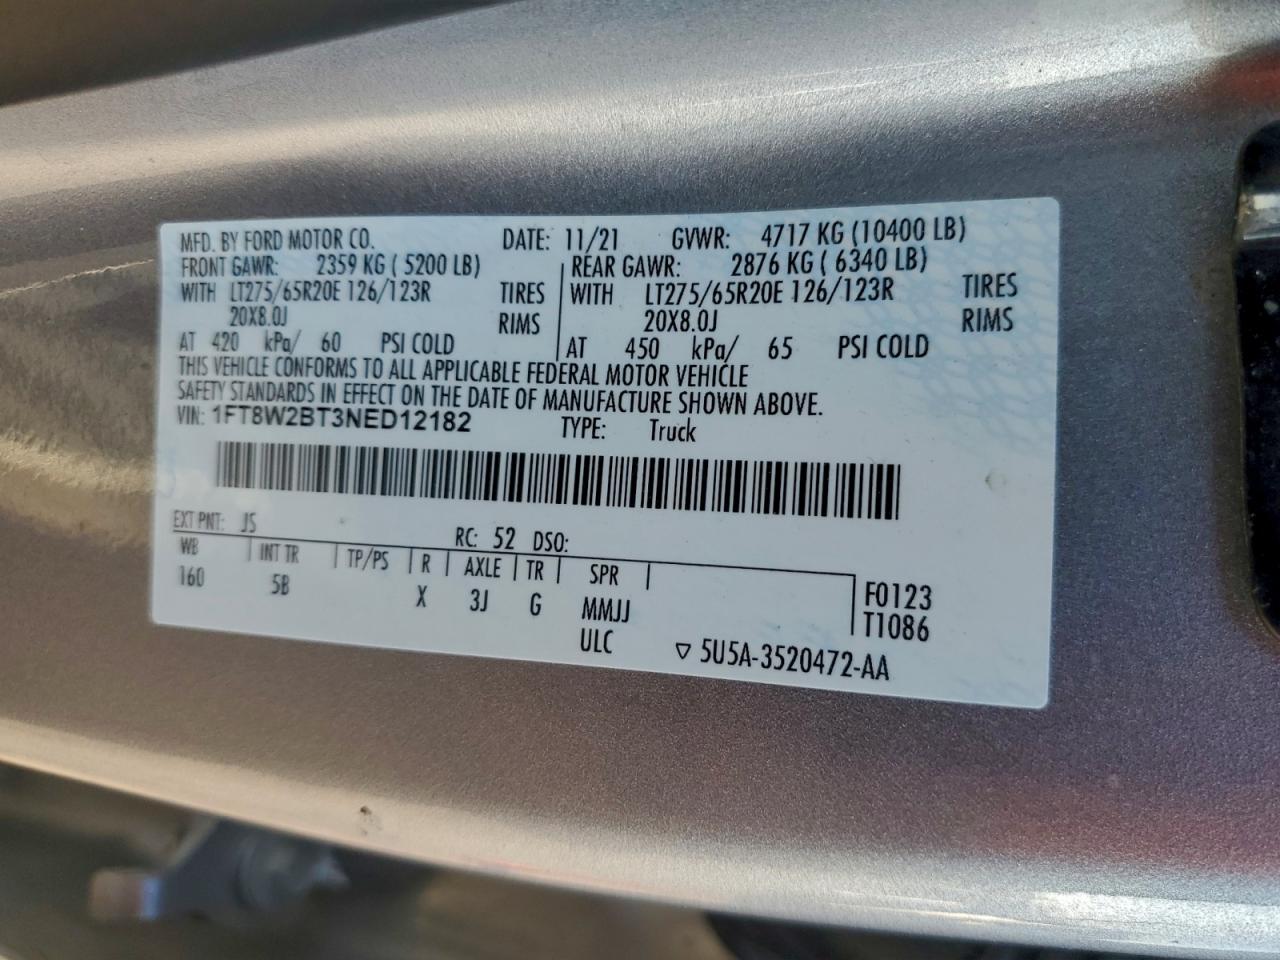 MFD. BY FORD MOTOR CO. DATE: 11/21 GVWR: 4717 KG (10400 LB)
FRONT GAWR: 2359 KG ( 5200 LB) REAR GAWR: 2876 KG ( 6340 LB)
WITH LT275/65R20E 126/123R TIRES WITH LT275/65R20E 126/123R TIRES
20X8.0J RIMS 20X8.0J RIMS
AT 420 kPa/ 60 PSI COLD AT 450 kPa/ 65 PSI COLD
THIS VEHICLE CONFORMS TO ALL APPLICABLE FEDERAL MOTOR VEHICLE
SAFETY STANDARDS IN EFFECT ON THE DATE OF MANUFACTURE SHOWN ABOVE.
VIN: 1FT8W2BT3NED12182 TYPE: Truck
EXT PNT: JS RC: 52 DSO:
WB INT TR TP/PS R AXLE TR SPR
160 5B X 3J G MMJJ F0123
ULC T1086
▽ 5U5A-3520472-AA